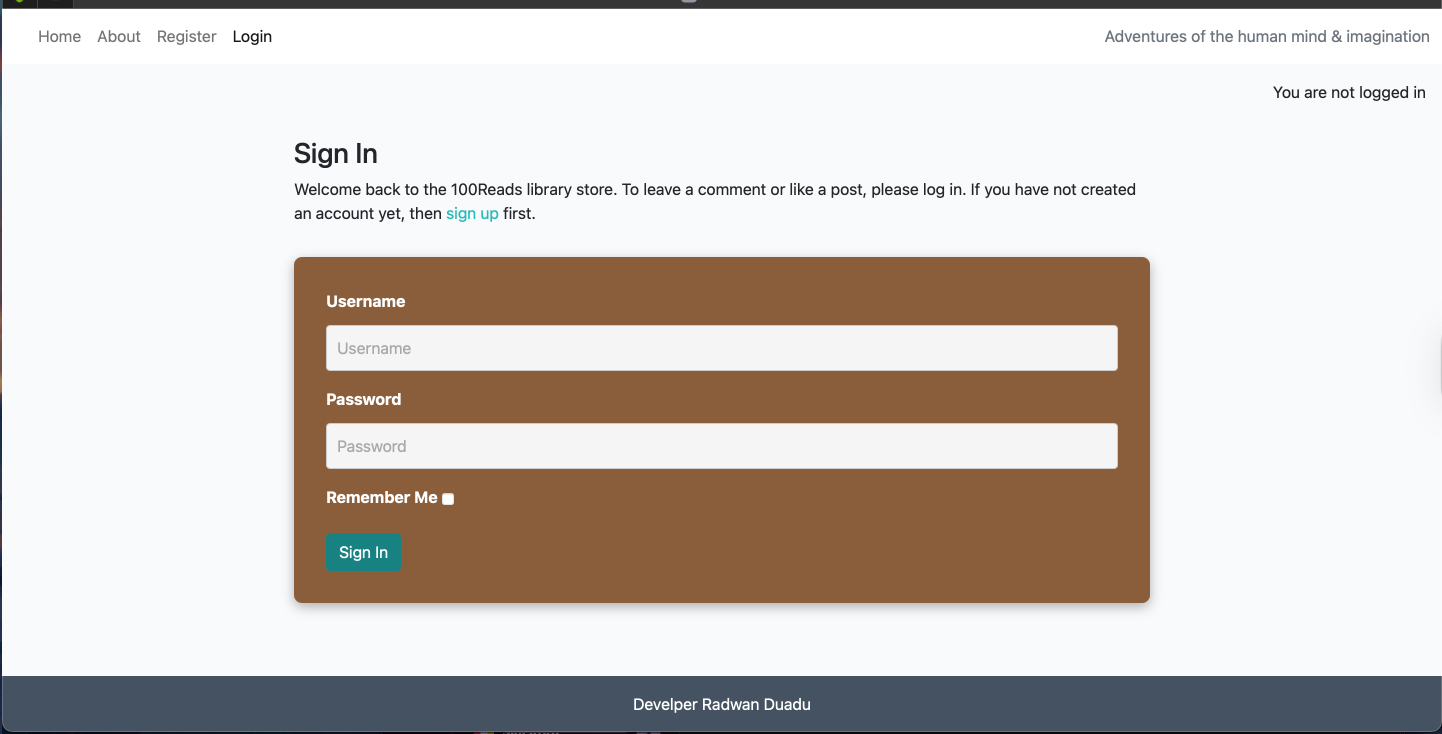 Home About Register Login Adventures of the human mind & imagination
You are not logged in
Sign In
Welcome back to the 100Reads library store. To leave a comment or like a post, please log in. If you have not created
an account yet, then sign up first.
Username
Username
Password
Password
Remember Me
Sign In
Develper Radwan Duadu